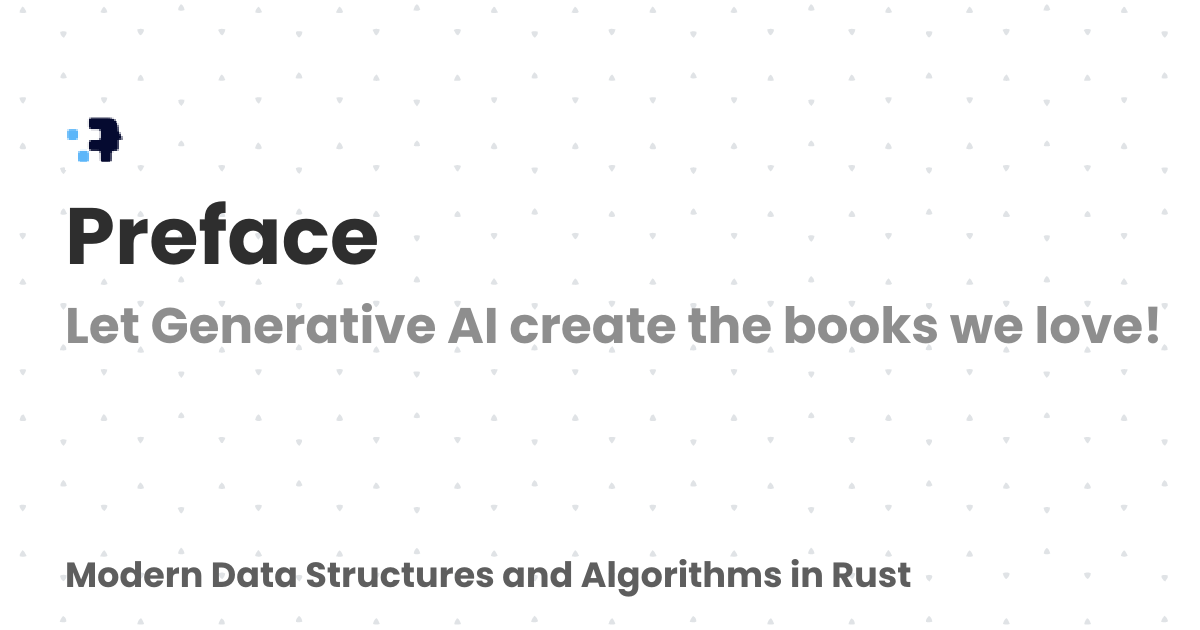 Preface
Let Generative AI create the books we love!
Modern Data Structures and Algorithms in Rust